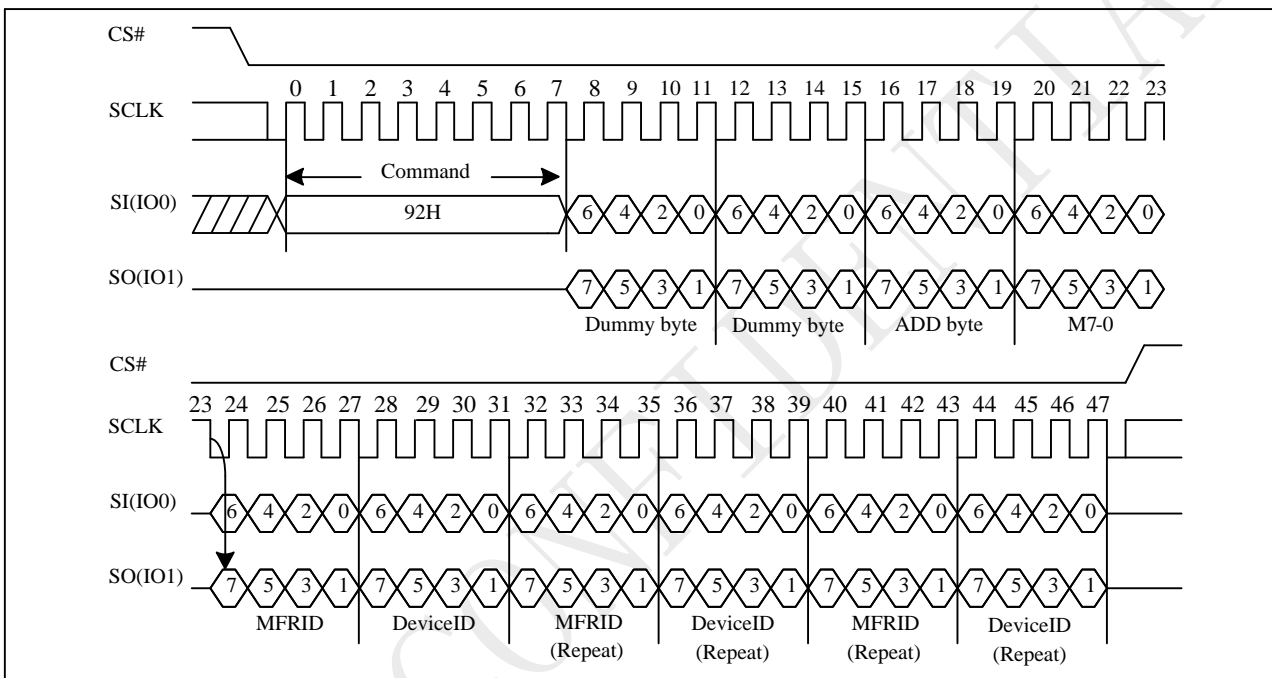 CS#
0 1 2 3 4 5 6 7 8 9 10 11 12 13 14 15 16 17 18 19 20 21 22 23
SCLK
Command
SI(IO0)
92H
6 4 2 0 6 4 2 0 6 4 2 0 6 4 2 0
SO(IO1)
7 5 3 1 7 5 3 1 7 5 3 1 7 5 3 1
Dummy byte Dummy byte ADD byte M7-0
CS#
23 24 25 26 27 28 29 30 31 32 33 34 35 36 37 38 39 40 41 42 43 44 45 46 47
SCLK
SI(IO0)
6 4 2 0 6 4 2 0 6 4 2 0 6 4 2 0 6 4 2 0 6 4 2 0
SO(IO1)
7 5 3 1 7 5 3 1 7 5 3 1 7 5 3 1 7 5 3 1 7 5 3 1
MFRID DeviceID MFRID DeviceID MFRID DeviceID
(Repeat) (Repeat) (Repeat) (Repeat)
CONFIDENTIA